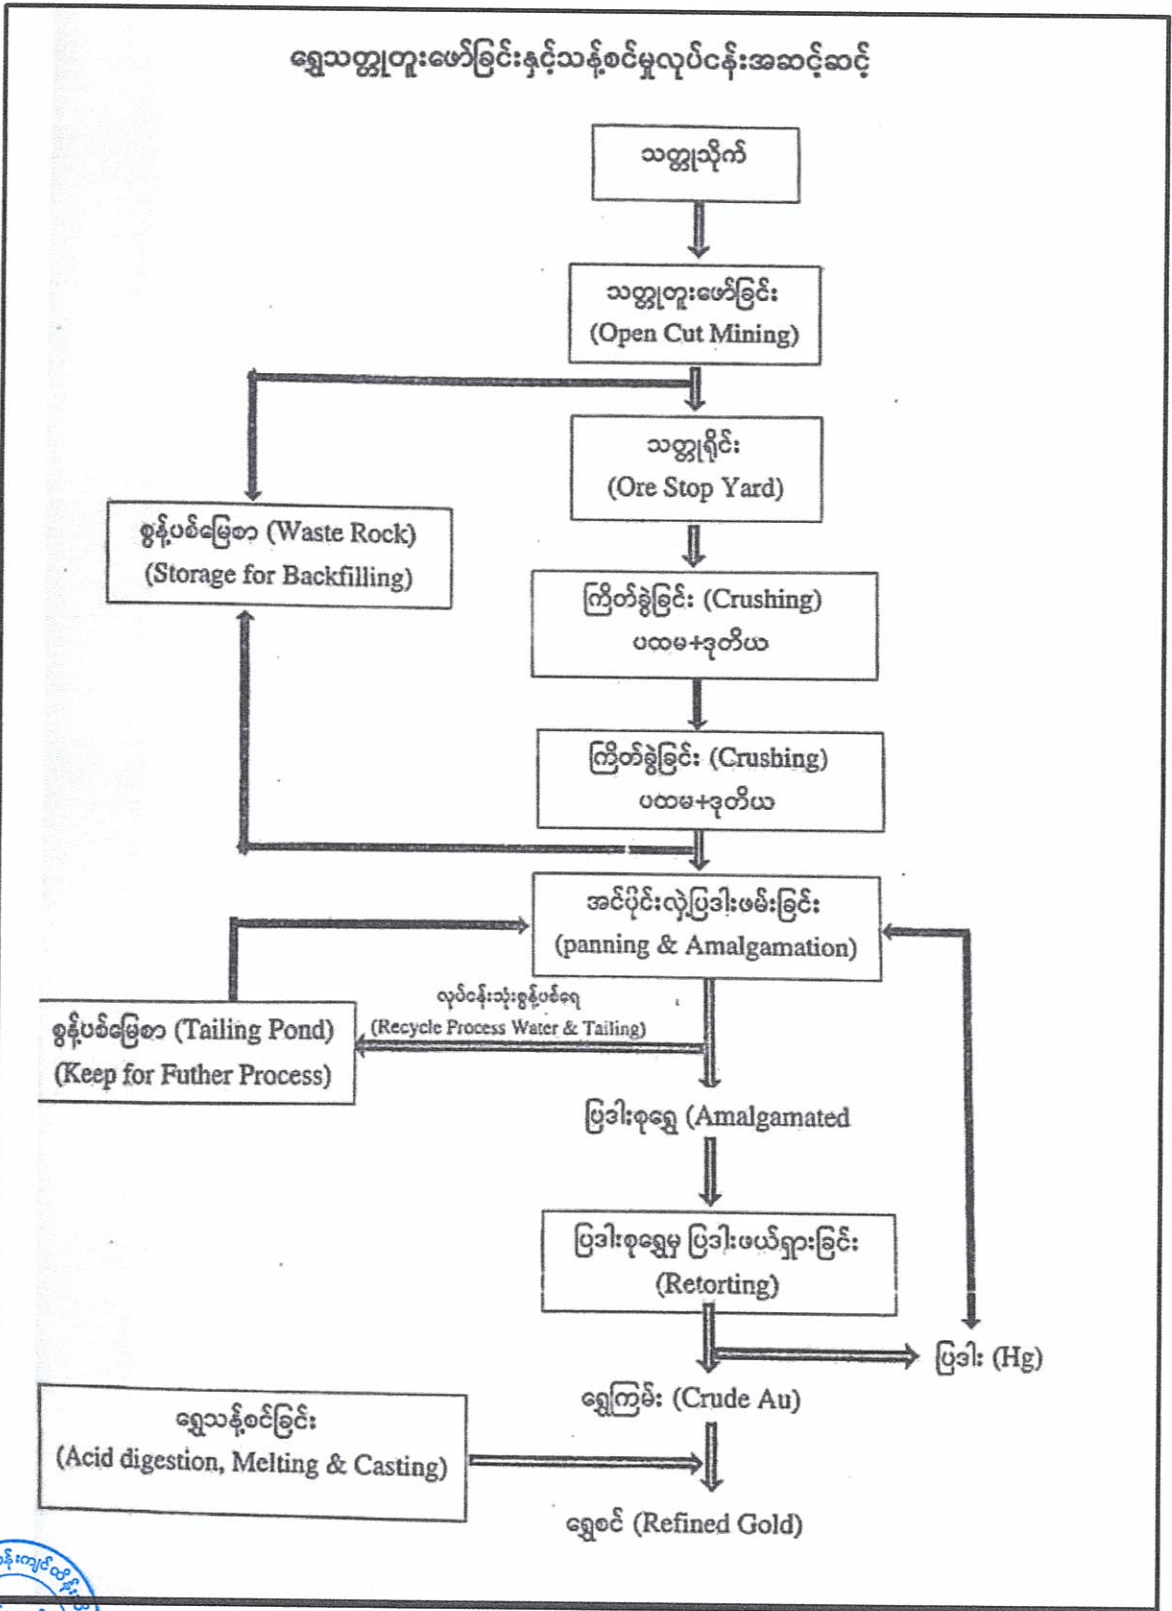 ရွှေသတ္တုတူးဖော်ခြင်းနှင့်သန့်စင်မှုလုပ်ငန်းအဆင့်ဆင့်
သတ္တုသိုက်
သတ္တုတူးဖော်ခြင်း
(Open Cut Mining)
သတ္တုရိုင်း
(Ore Stop Yard)
စွန့်ပစ်မြေစာ (Waste Rock)
(Storage for Backfilling)
ကြိတ်ခွဲခြင်း (Crushing)
ပထမ+ဒုတိယ
ကြိတ်ခွဲခြင်း (Crushing)
ပထမ+ဒုတိယ
အင်ပိုင်းလှဲ့ပြဒါးဖမ်းခြင်း
(panning & Amalgamation)
လုပ်ငန်းသုံးစွန့်ပစ်ရေ
(Recycle Process Water & Tailing)
စွန့်ပစ်မြေစာ (Tailing Pond)
(Keep for Futher Process)
ပြဒါးစုရွှေ (Amalgamated
ပြဒါးစုရွှေမှ ပြဒါးဖယ်ရှားခြင်း
(Retorting)
ပြဒါး (Hg)
ရွှေကြမ်း (Crude Au)
ရွှေသန့်စင်ခြင်း
(Acid digestion, Melting & Casting)
ရွှေစင် (Refined Gold)